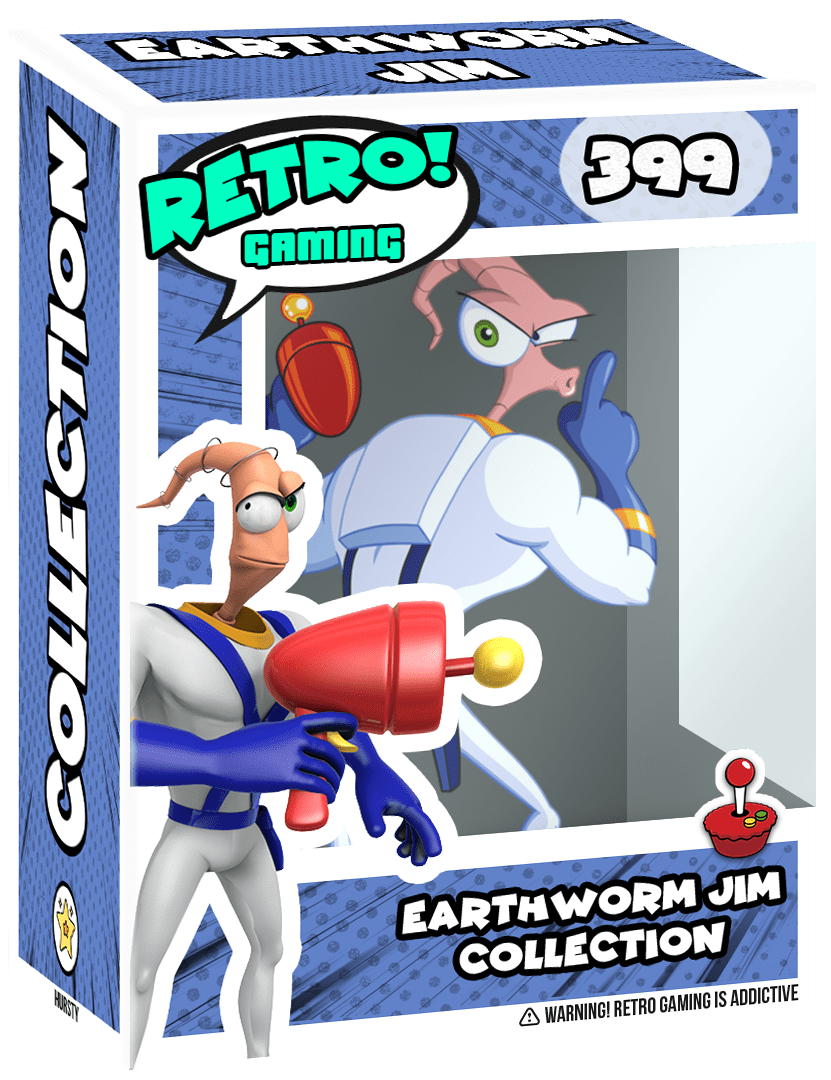 EARTHWORM
JIM
COLLECTION
HURSTY
RETRO!
GAMING
399
EARTHWORM JIM
COLLECTION
WARNING! RETRO GAMING IS ADDICTIVE